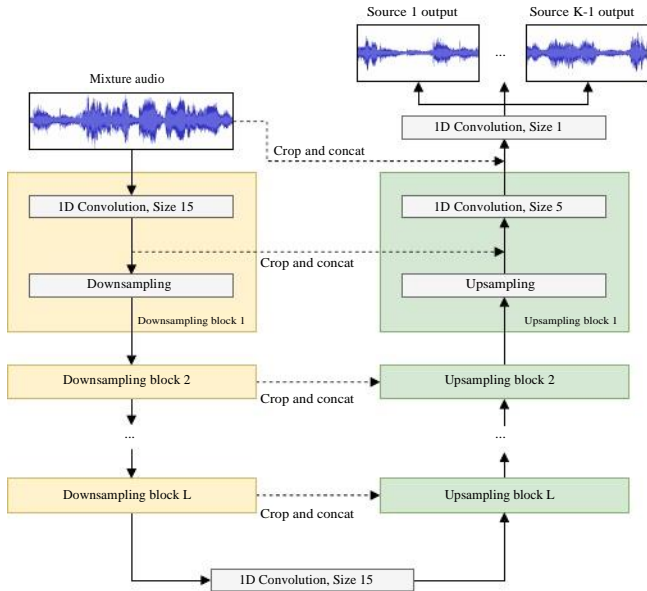 Source 1 output
Source K-1 output
...
Mixture audio
1D Convolution, Size 1
Crop and concat
1D Convolution, Size 15
1D Convolution, Size 5
Crop and concat
Downsampling
Upsampling
Downsampling block 1
Upsampling block 1
Downsampling block 2
Upsampling block 2
Crop and concat
...
...
Downsampling block L
Upsampling block L
Crop and concat
1D Convolution, Size 15